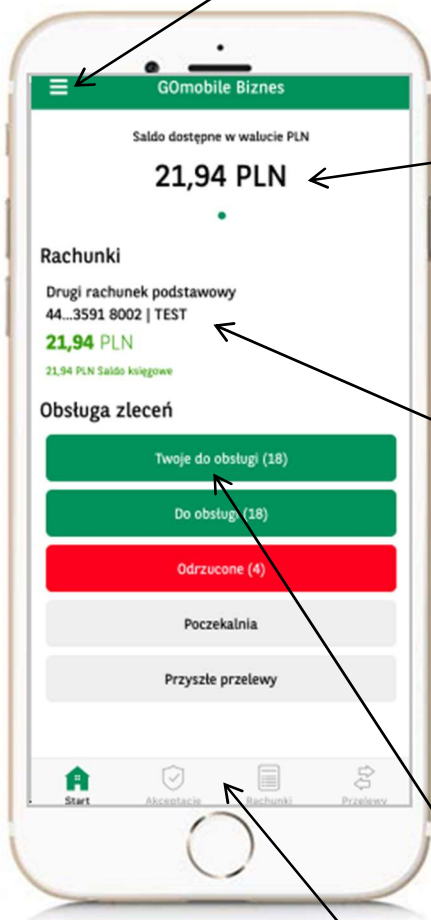 GOmobile Biznes
Saldo dostępne w walucie PLN
21,94 PLN
Rachunki
Drugi rachunek podstawowy
44...3591 8002 | TEST
21,94 PLN
21,94 PLN Saldo księgowe
Obsługa zleceń
Twoje do obsługi (18)
Do obsługi (18)
Odrzucone (4)
Poczekalnia
Przyszłe przelewy
Start Akceptacje Rachunki Przelewy